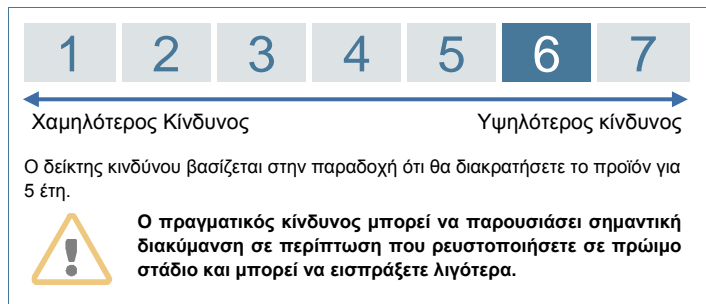 1 2 3 4 5 6 7
Χαμηλότερος Κίνδυνος Υψηλότερος κίνδυνος
Ο δείκτης κινδύνου βασίζεται στην παραδοχή ότι θα διακρατήσετε το προϊόν για
5 έτη.
Ο πραγματικός κίνδυνος μπορεί να παρουσιάσει σημαντική
διακύμανση σε περίπτωση που ρευστοποιήσετε σε πρώιμο
στάδιο και μπορεί να εισπράξετε λιγότερα.